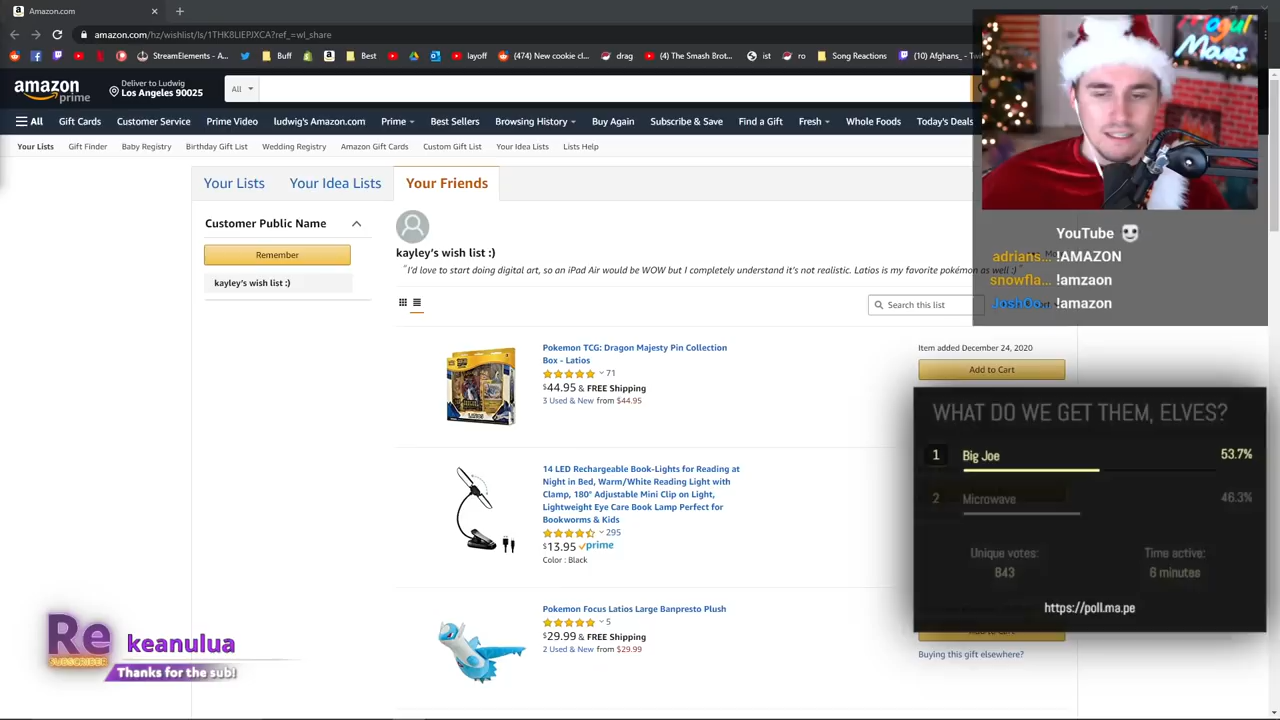 Amazon.com
amazon.com/hz/wishlist/ls/1THK8LIEPJXCA?ref_=wl_share
StreamElements - A...
Buff
Best
layoff
(474) New cookie cl...
drag
The Smash Brot...
ist
ro
Song Reactions
(10) Afghans_ - Tw
amazon prime
Deliver to Ludwig
Los Angeles 90025
All
All
Gift Cards
Customer Service
Prime Video
ludwig's Amazon.com
Prime
Best Sellers
Browsing History
Buy Again
Subscribe & Save
Find a Gift
Fresh
Whole Foods
Today's Deals
Your Lists
Gift Finder
Baby Registry
Birthday Gift List
Wedding Registry
Amazon Gift Cards
Custom Gift List
Your Idea Lists
Lists Help
Your Lists
Your Idea Lists
Your Friends
Customer Public Name
Remember
kayley's wish list :)
kayley's wish list :)
"I'd love to start doing digital art, so an iPad Air would be WOW but I completely understand it's not realistic. Latios is my favorite pokémon as well :)"
Search this list
Pokemon TCG: Dragon Majesty Pin Collection
Box - Latios
71
$44.95 & FREE Shipping
3 Used & New from $44.95
Item added December 24, 2020
Add to Cart
14 LED Rechargeable Book-Lights for Reading at
Night in Bed, Warm/White Reading Light with
Clamp, 180° Adjustable Mini Clip on Light,
Lightweight Eye Care Book Lamp Perfect for
Bookworms & Kids
295
$13.95 prime
Color : Black
Pokemon Focus Latios Large Banpresto Plush
5
$29.99 & FREE Shipping
2 Used & New from $29.99
Add to Cart
Buying this gift elsewhere?
Mogul
Moves
YouTube
adrians... !AMAZON
snowfla... !amzaon
JoshOo... !amazon
WHAT DO WE GET THEM, ELVES?
1 Big Joe 53.7%
2 Microwave 46.3%
Unique votes:
843
Time active:
6 minutes
https://poll.ma.pe
Re
SUBSCRIBER
keanulua
Thanks for the sub!